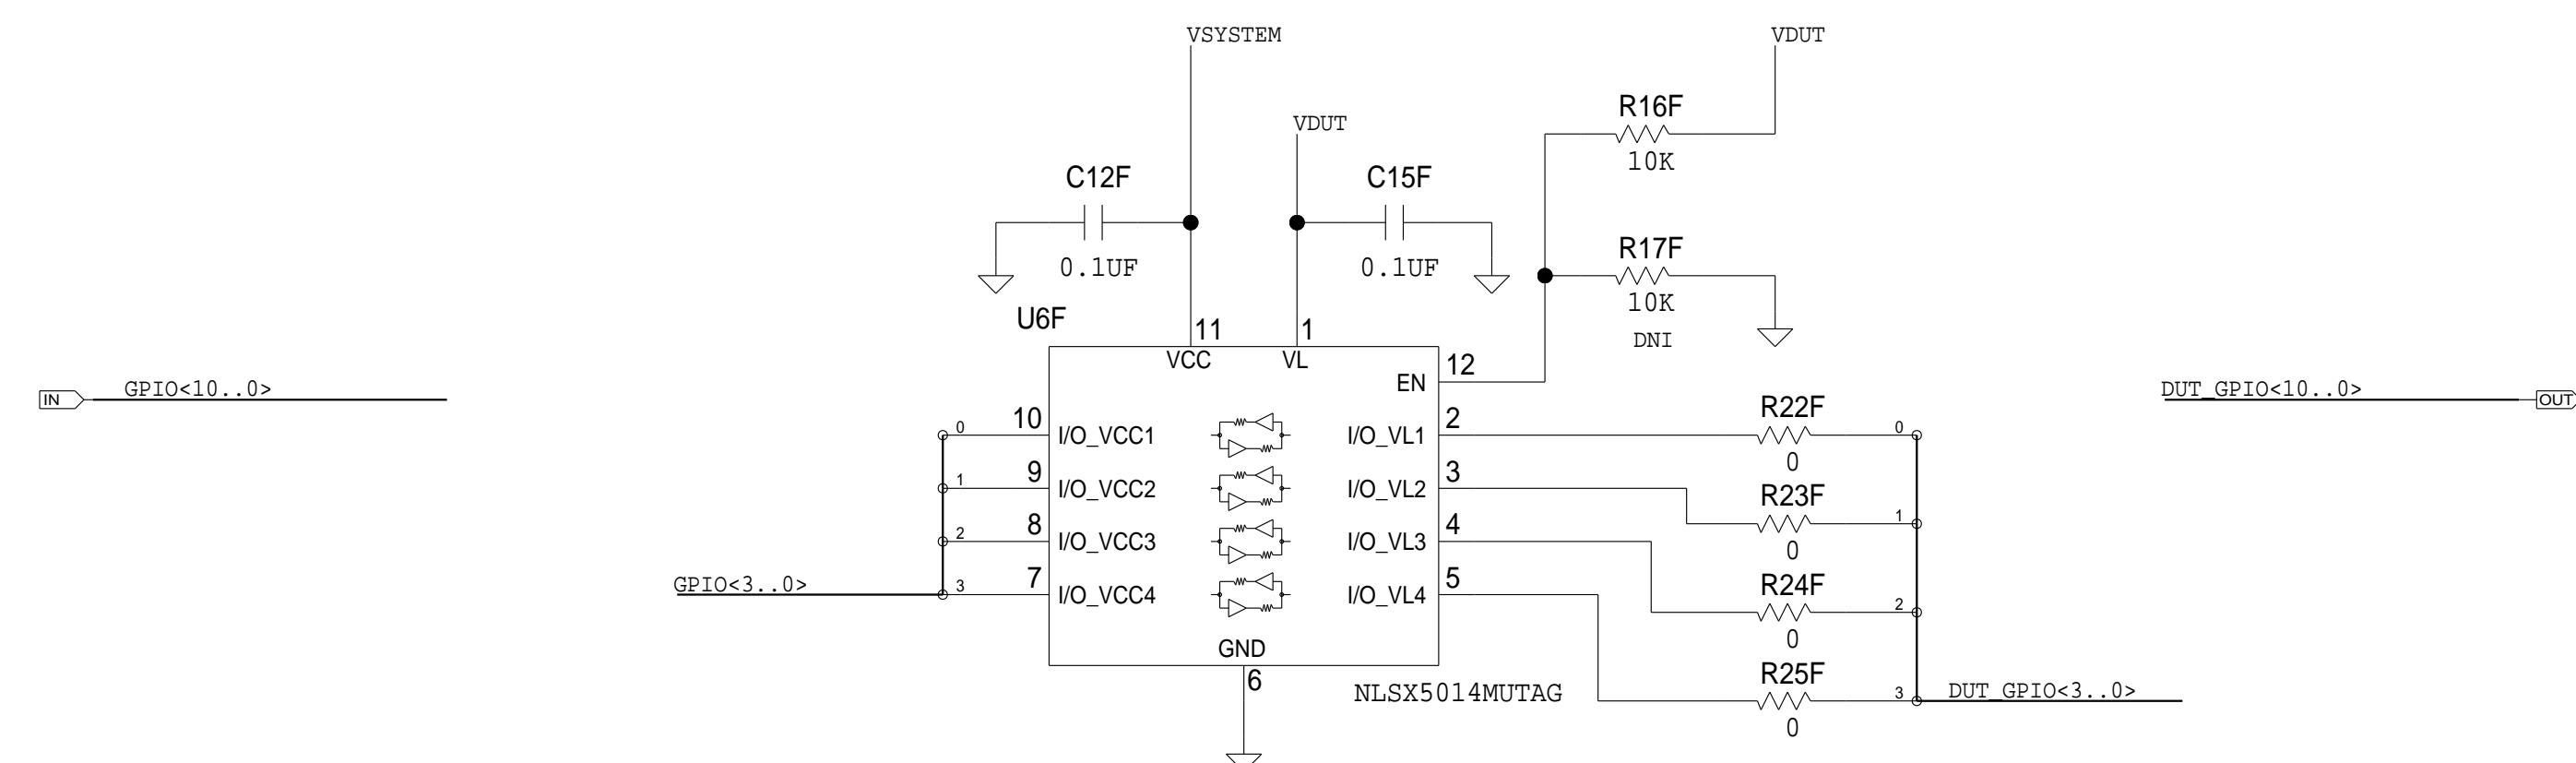 VSYSTEM
VDUT
R16F
VDUT
10K
C12F
C15F
0.1UF
0.1UF
R17F
10K
DNI
U6F
11
1
VCC
VL
12
EN
IN
GPIO<10..0>
DUT_GPIO<10..0>
OUT
R22F
0
10
I/O_VCC1
I/O_VL1
2
0
0
1
9
I/O_VCC2
I/O_VL2
3
R23F
1
0
2
8
I/O_VCC3
I/O_VL3
4
R24F
2
0
GPIO<3..0>
3
7
I/O_VCC4
I/O_VL4
5
GND
6
R25F
3
0
DUT_GPIO<3..0>
NLSX5014MUTAG